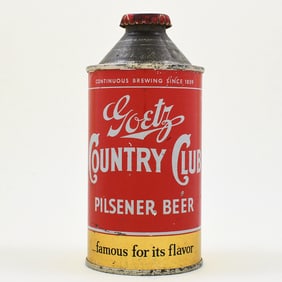 CONTINUOUS BREWING SINCE 1859
Goetz
COUNTRY CLUB
PILSENER BEER
...famous for its flavor